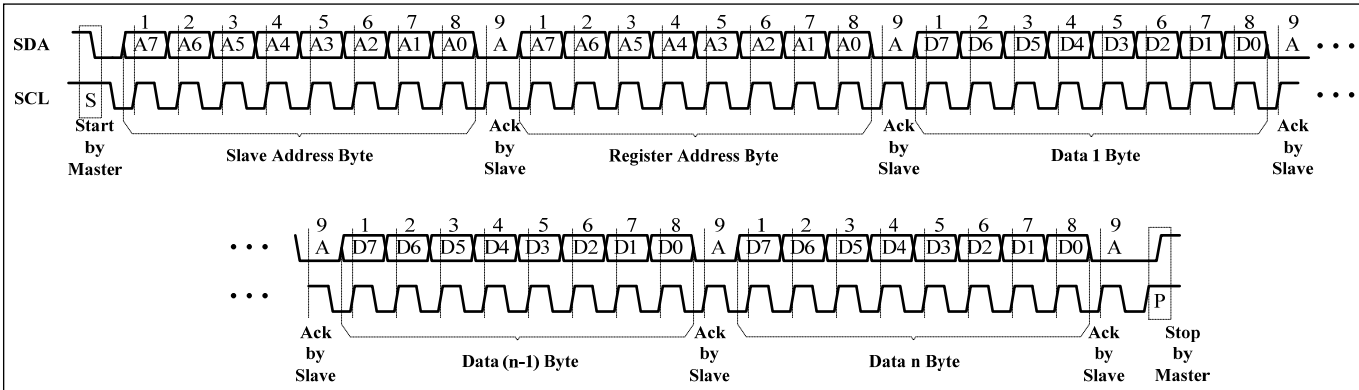 1 2 3 4 5 6 7 8 9 1 2 3 4 5 6 7 8 9 1 2 3 4 5 6 7 8 9
SDA A7 A6 A5 A4 A3 A2 A1 A0 A A7 A6 A5 A4 A3 A2 A1 A0 A D7 D6 D5 D4 D3 D2 D1 D0 A • • •
SCL S • • •
Start by Master
Slave Address Byte
Ack by Slave
Register Address Byte
Ack by Slave
Data 1 Byte
Ack by Slave
9 1 2 3 4 5 6 7 8 9 1 2 3 4 5 6 7 8 9
• • • A D7 D6 D5 D4 D3 D2 D1 D0 A D7 D6 D5 D4 D3 D2 D1 D0 A
• • • P
Ack by Slave
Data (n-1) Byte
Ack by Slave
Data n Byte
Ack by Slave
Stop by Master